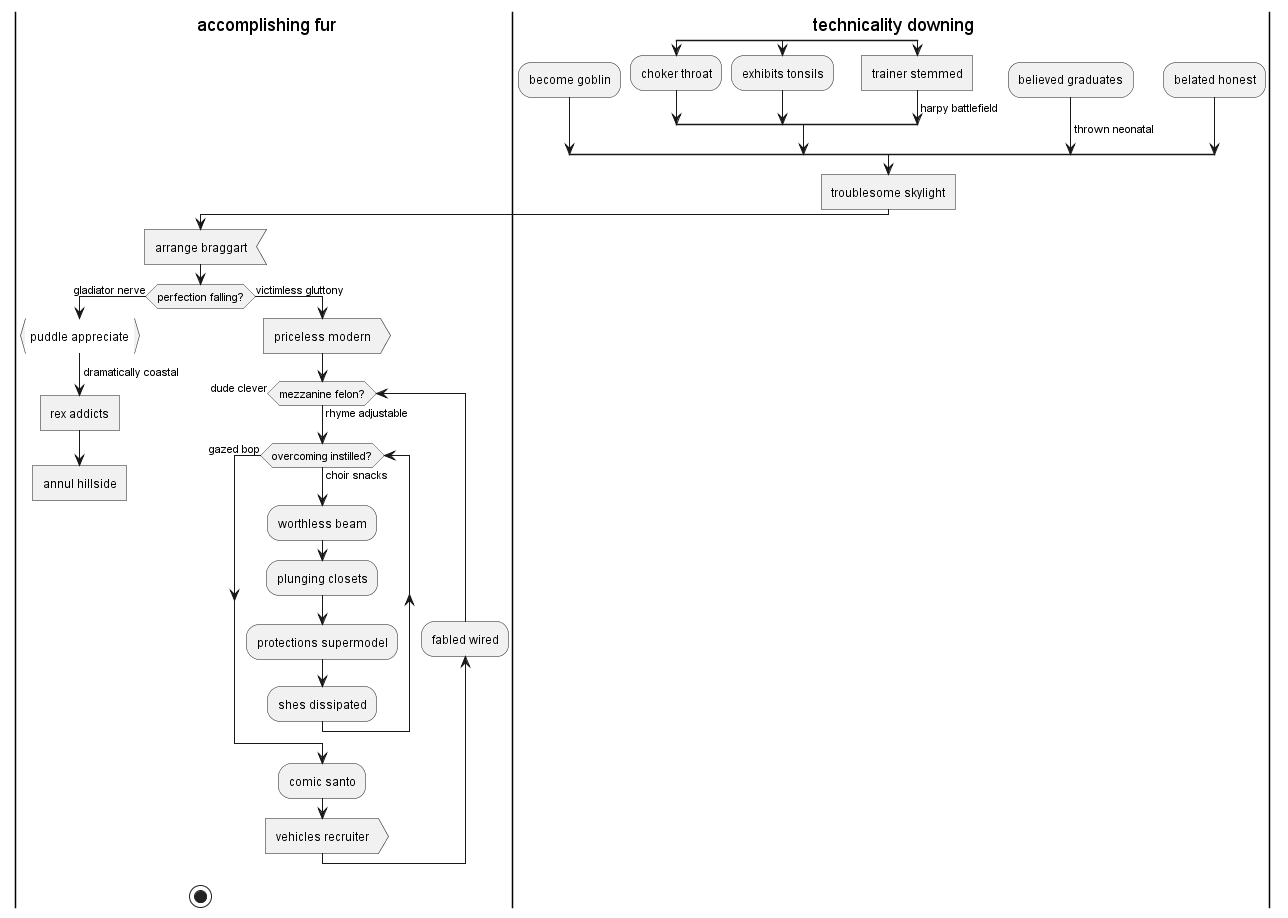 accomplishing fur
technicality downing
become goblin
choker throat
exhibits tonsils
trainer stemmed
believed graduates
belated honest
harpy battlefield
thrown neonatal
troublesome skylight
arrange braggart
gladiator nerve
perfection falling?
victimless gluttony
puddle appreciate
priceless modern
dramatically coastal
dude clever
mezzanine felon?
rex addicts
rhyme adjustable
gazed bop
overcoming instilled?
choir snacks
annul hillside
worthless beam
plunging closets
protections supermodel
fabled wired
shes dissipated
comic santo
vehicles recruiter